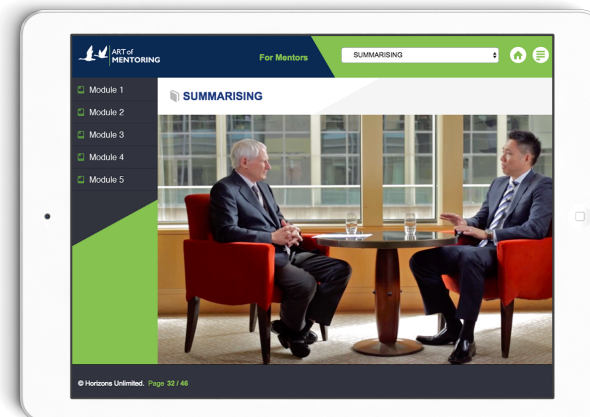 ART of
MENTORING
For Mentors
SUMMARISING
Module 1
Module 2
Module 3
Module 4
Module 5
SUMMARISING
© Horizons Unlimited. Page 32 / 46